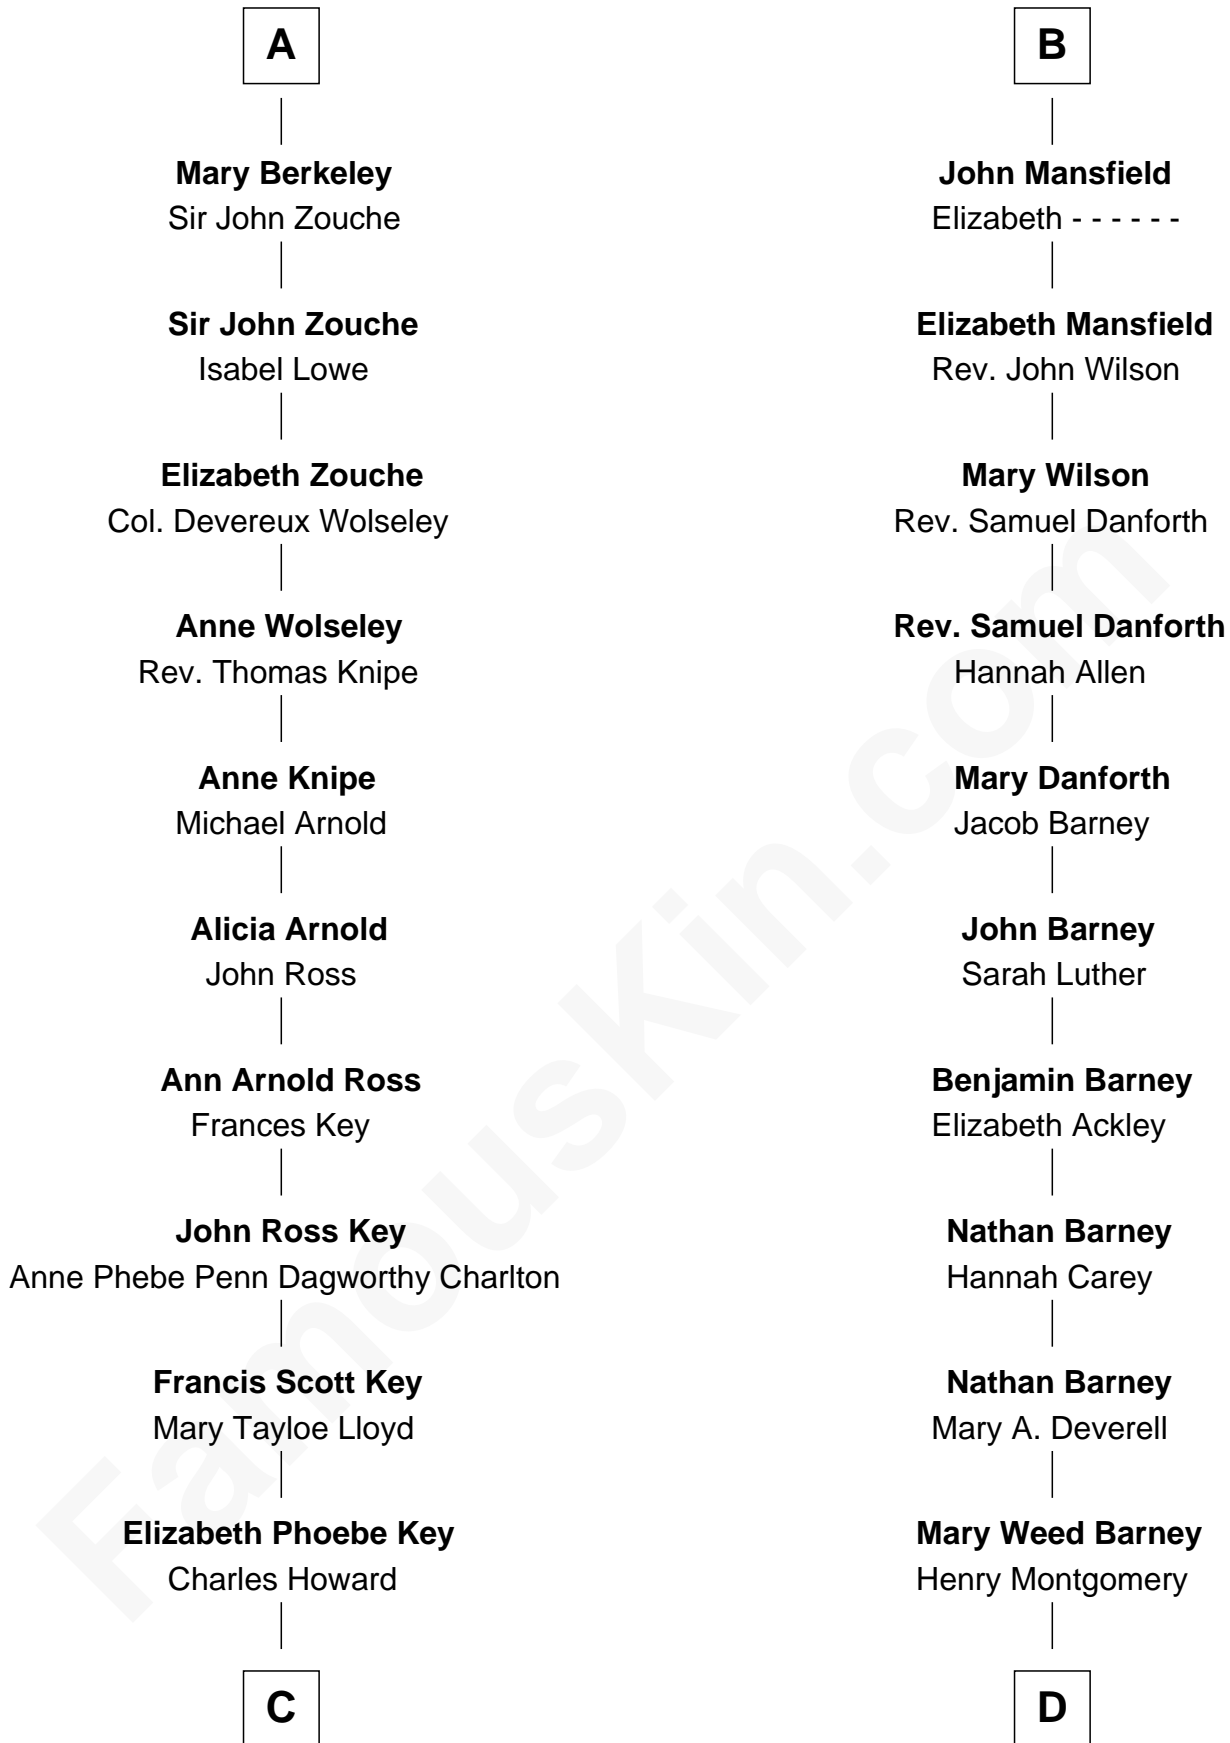 A
Mary Berkeley
Sir John Zouche
Sir John Zouche
Isabel Lowe
Elizabeth Zouche
Col. Devereux Wolseley
Anne Wolseley
Rev. Thomas Knipe
Anne Knipe
Michael Arnold
Alicia Arnold
John Ross
Ann Arnold Ross
Frances Key
John Ross Key
Anne Phebe Penn Dagworthy Charlton
Francis Scott Key
Mary Tayloe Lloyd
Elizabeth Phoebe Key
Charles Howard
C
B
John Mansfield
Elizabeth - - - - - -
Elizabeth Mansfield
Rev. John Wilson
Mary Wilson
Rev. Samuel Danforth
Rev. Samuel Danforth
Hannah Allen
Mary Danforth
Jacob Barney
John Barney
Sarah Luther
Benjamin Barney
Elizabeth Ackley
Nathan Barney
Hannah Carey
Nathan Barney
Mary A. Deverell
Mary Weed Barney
Henry Montgomery
D
FamousKin.com